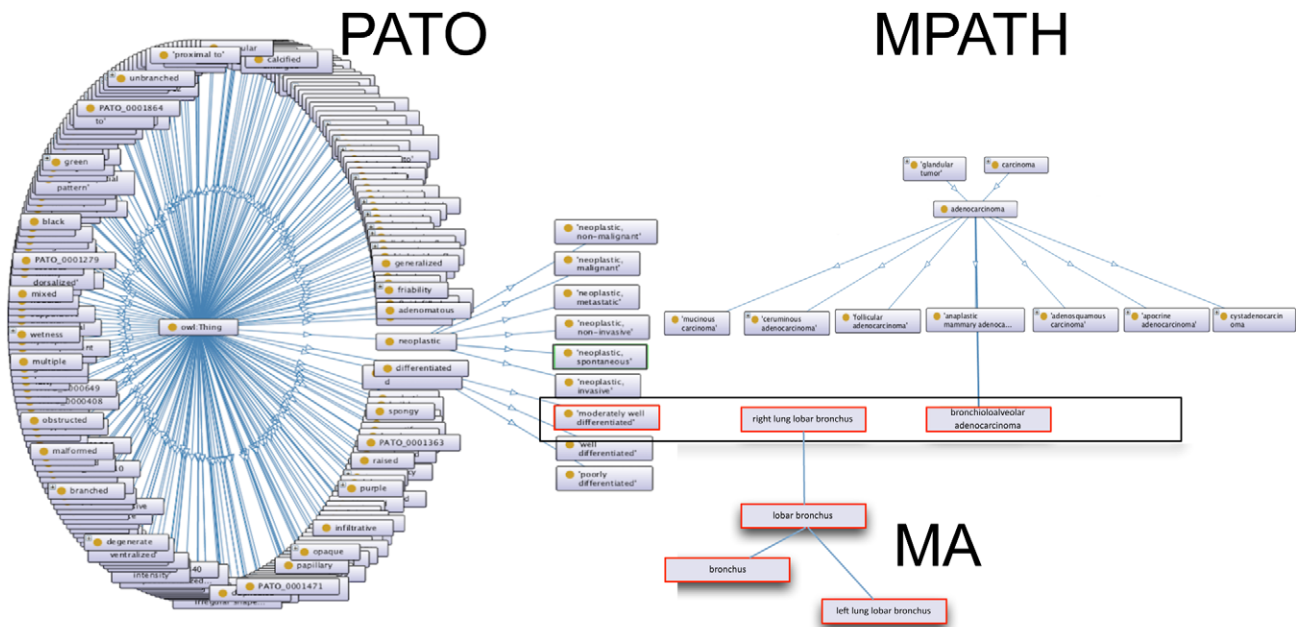 PATO
MPATH
'proximal to'
calcified
unbranched
PATO_0001864
to'
green
pattern'
black
PATO_0001279
dorsalized'
mixed
wetness
multiple
obstructed
malformed
branched
degenerate
ventralized'
intensity'
owl:Thing
generalized
friability
adenomatous
neoplastic
differentiated
spongy
PATO_0001363
raised
purple
infiltrative
opaque
papillary
PATO_0001471
'neoplastic,
non-malignant'
'neoplastic,
malignant'
'neoplastic,
metastatic'
'neoplastic,
non-invasive'
'neoplastic,
spontaneous'
'neoplastic,
invasive'
'moderately well
differentiated'
'well
differentiated'
'poorly
differentiated'
'glandular
tumor'
carcinoma
adenocarcinoma
'mucinous
carcinoma'
'ceruminous
adenocarcinoma'
'follicular
adenocarcinoma'
'anaplastic
mammary adenoca...
'adenosquamous
carcinoma'
'apocrine
adenocarcinoma'
cystadenocarcin
oma
right lung lobar bronchus
bronchioloalveolar
adenocarcinoma
lobar bronchus
MA
bronchus
left lung lobar bronchus